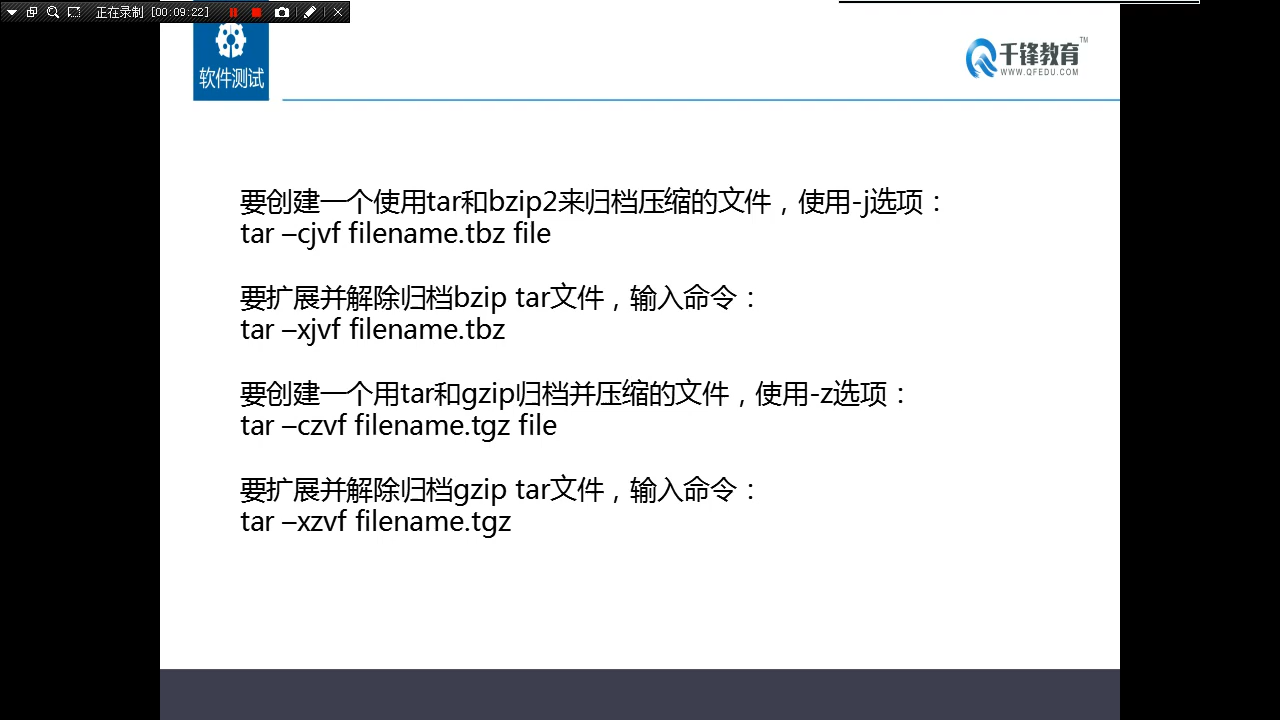 正在录制 [00:09:22]
软件测试
千锋教育 TM
WWW.QFEDU.COM
要创建一个使用tar和bzip2来归档压缩的文件，使用-j选项：
tar –cjvf filename.tbz file
要扩展并解除归档bzip tar文件，输入命令：
tar –xjvf filename.tbz
要创建一个用tar和gzip归档并压缩的文件，使用-z选项：
tar –czvf filename.tgz file
要扩展并解除归档gzip tar文件，输入命令：
tar –xzvf filename.tgz